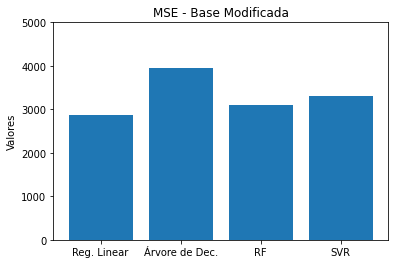 MSE - Base Modificada
5000
4000
3000
2000
1000
0
Valores
Reg. Linear Árvore de Dec. RF SVR